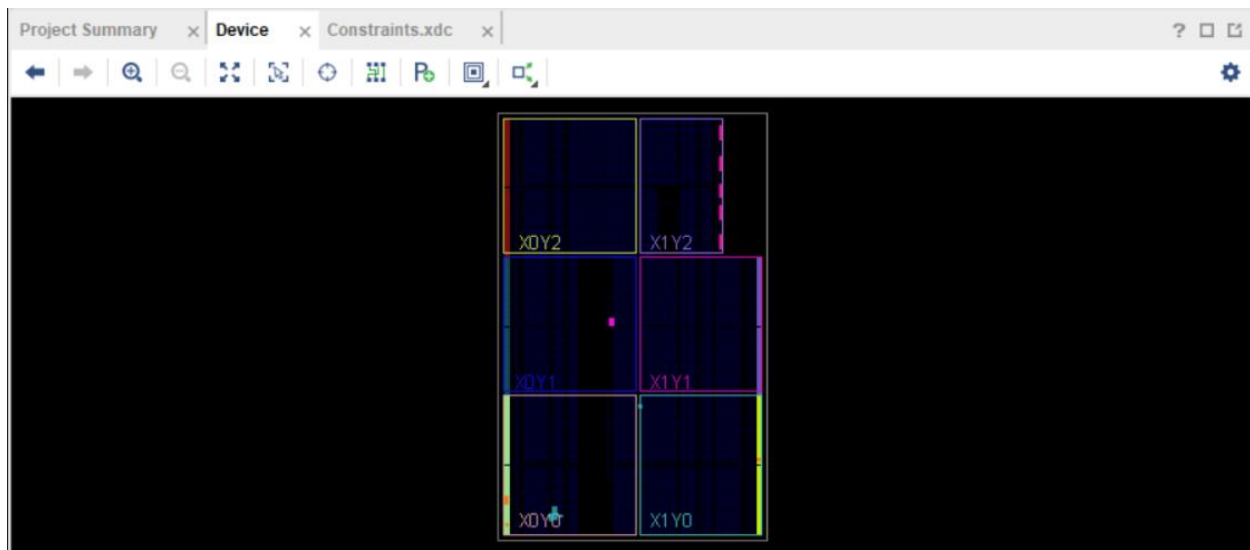 Project Summary × Device × Constraints.xdc × ?
X0Y2 X1Y2
X0Y1 X1Y1
X0Y0 X1Y0